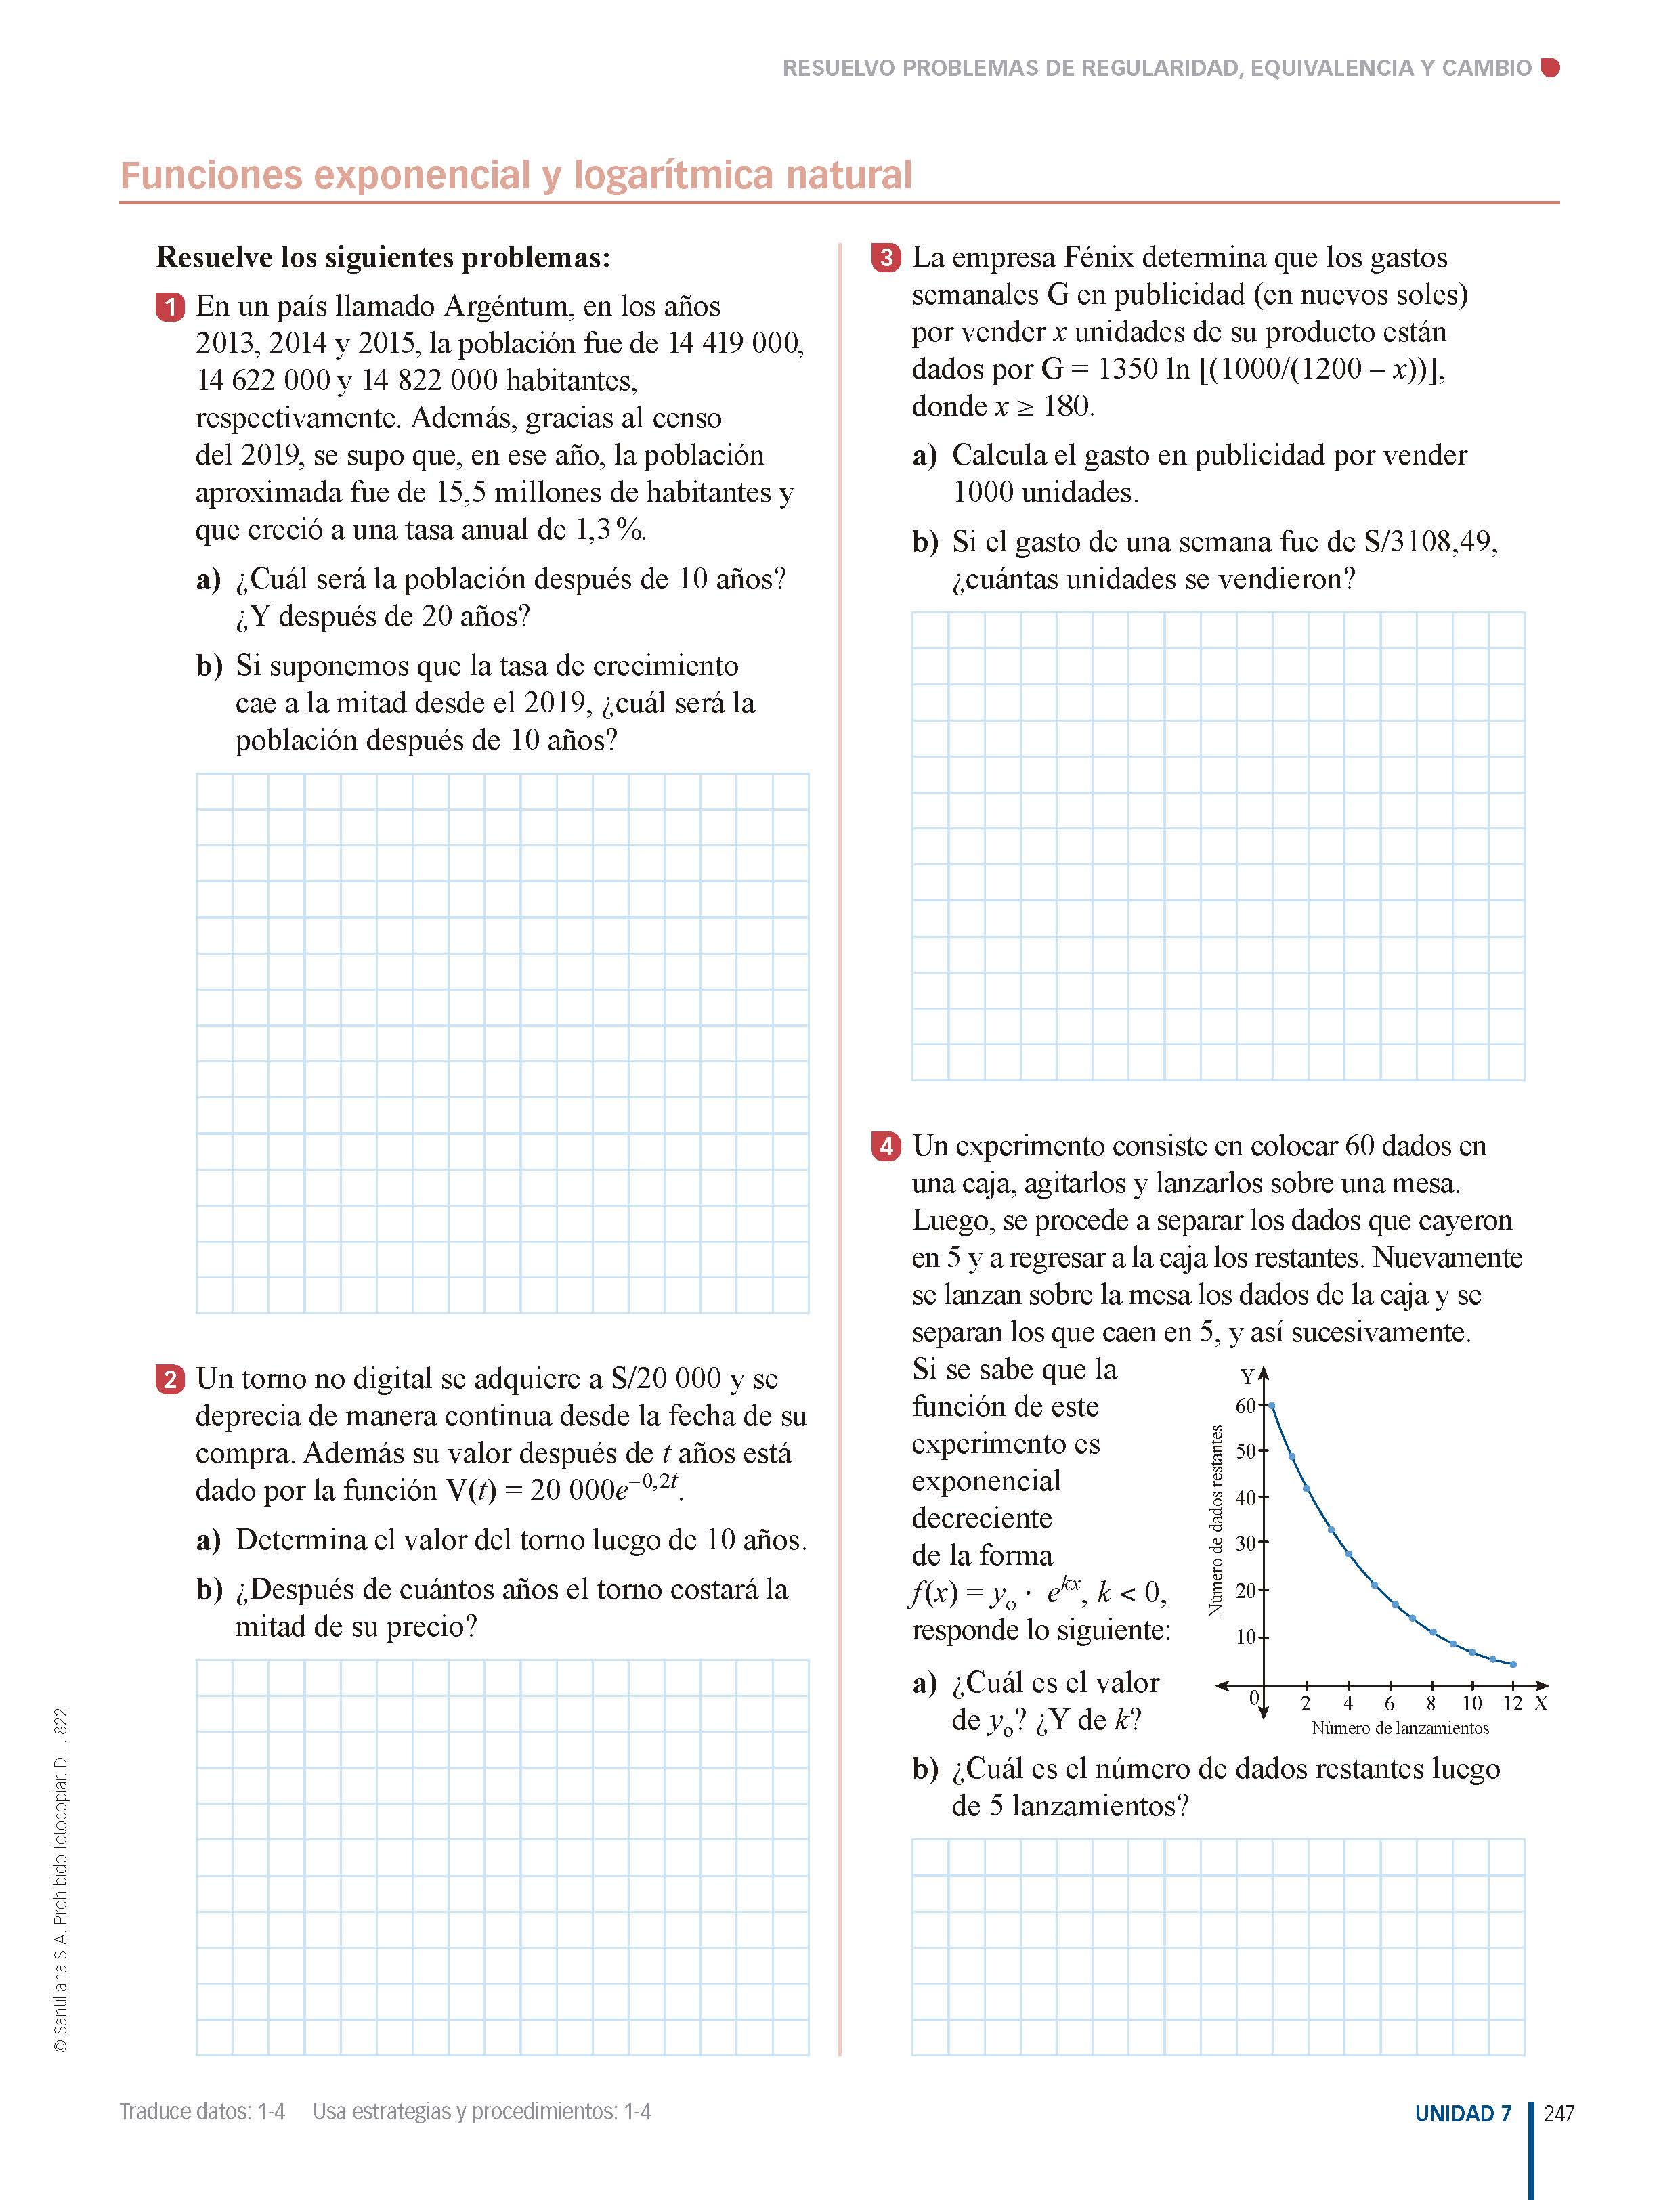 RESUELVO PROBLEMAS DE REGULARIDAD, EQUIVALENCIA Y CAMBIO
Funciones exponencial y logarítmica natural
Resuelve los siguientes problemas:
1 En un país llamado Argéntum, en los años
2013, 2014 y 2015, la población fue de 14 419 000,
14 622 000 y 14 822 000 habitantes,
respectivamente. Además, gracias al censo
del 2019, se supo que, en ese año, la población
aproximada fue de 15,5 millones de habitantes y
que creció a una tasa anual de 1,3 %.
a) ¿Cuál será la población después de 10 años?
¿Y después de 20 años?
b) Si suponemos que la tasa de crecimiento
cae a la mitad desde el 2019, ¿cuál será la
población después de 10 años?
2 Un torno no digital se adquiere a S/20 000 y se
deprecia de manera continua desde la fecha de su
compra. Además su valor después de t años está
dado por la función V(t) = 20 000e^–0,2t.
a) Determina el valor del torno luego de 10 años.
b) ¿Después de cuántos años el torno costará la
mitad de su precio?
3 La empresa Fénix determina que los gastos
semanales G en publicidad (en nuevos soles)
por vender x unidades de su producto están
dados por G = 1350 ln [(1000/(1200 – x))],
donde x ≥ 180.
a) Calcula el gasto en publicidad por vender
1000 unidades.
b) Si el gasto de una semana fue de S/3108,49,
¿cuántas unidades se vendieron?
4 Un experimento consiste en colocar 60 dados en
una caja, agitarlos y lanzarlos sobre una mesa.
Luego, se procede a separar los dados que cayeron
en 5 y a regresar a la caja los restantes. Nuevamente
se lanzan sobre la mesa los dados de la caja y se
separan los que caen en 5, y así sucesivamente.
Si se sabe que la
función de este
experimento es
exponencial
decreciente
de la forma
f(x) = y₀ · e^kx, k < 0,
responde lo siguiente:
a) ¿Cuál es el valor
de y₀? ¿Y de k?
b) ¿Cuál es el número de dados restantes luego
de 5 lanzamientos?
Y
60
50
40
30
20
10
Número de dados restantes
0 2 4 6 8 10 12 X
Número de lanzamientos
© Santillana S.A. Prohibido fotocopiar. D.L. 822
Traduce datos: 1-4 Usa estrategias y procedimientos: 1-4
UNIDAD 7 247